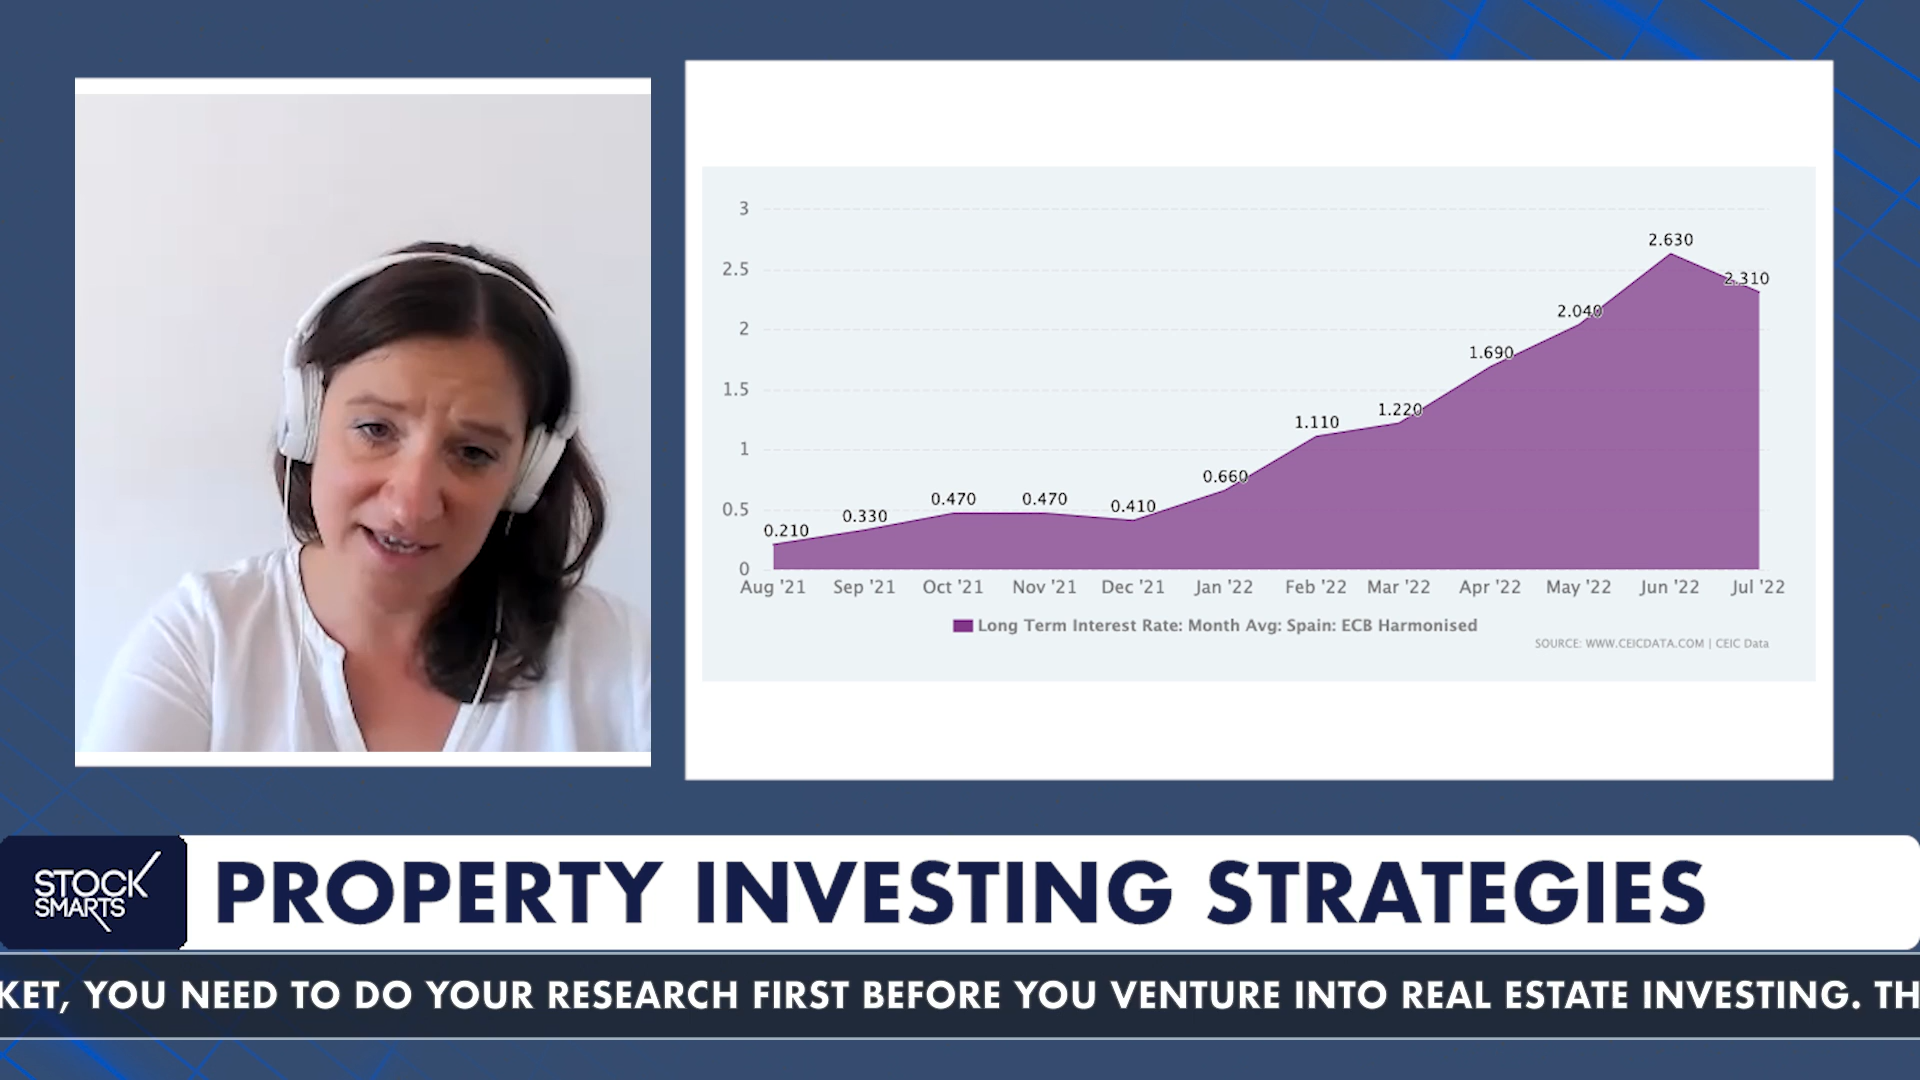 3
2.5
2
1.5
1
0.5
0
0.210
0.330
0.470
0.470
0.410
0.660
1.110
1.220
1.690
2.040
2.630
2.310
Aug '21 Sep '21 Oct '21 Nov '21 Dec '21 Jan '22 Feb '22 Mar '22 Apr '22 May '22 Jun '22 Jul '22
Long Term Interest Rate: Month Avg: Spain: ECB Harmonised
SOURCE: WWW.CEICDATA.COM | CEIC Data
STOCK
SMARTS
PROPERTY INVESTING STRATEGIES
KET, YOU NEED TO DO YOUR RESEARCH FIRST BEFORE YOU VENTURE INTO REAL ESTATE INVESTING. TH